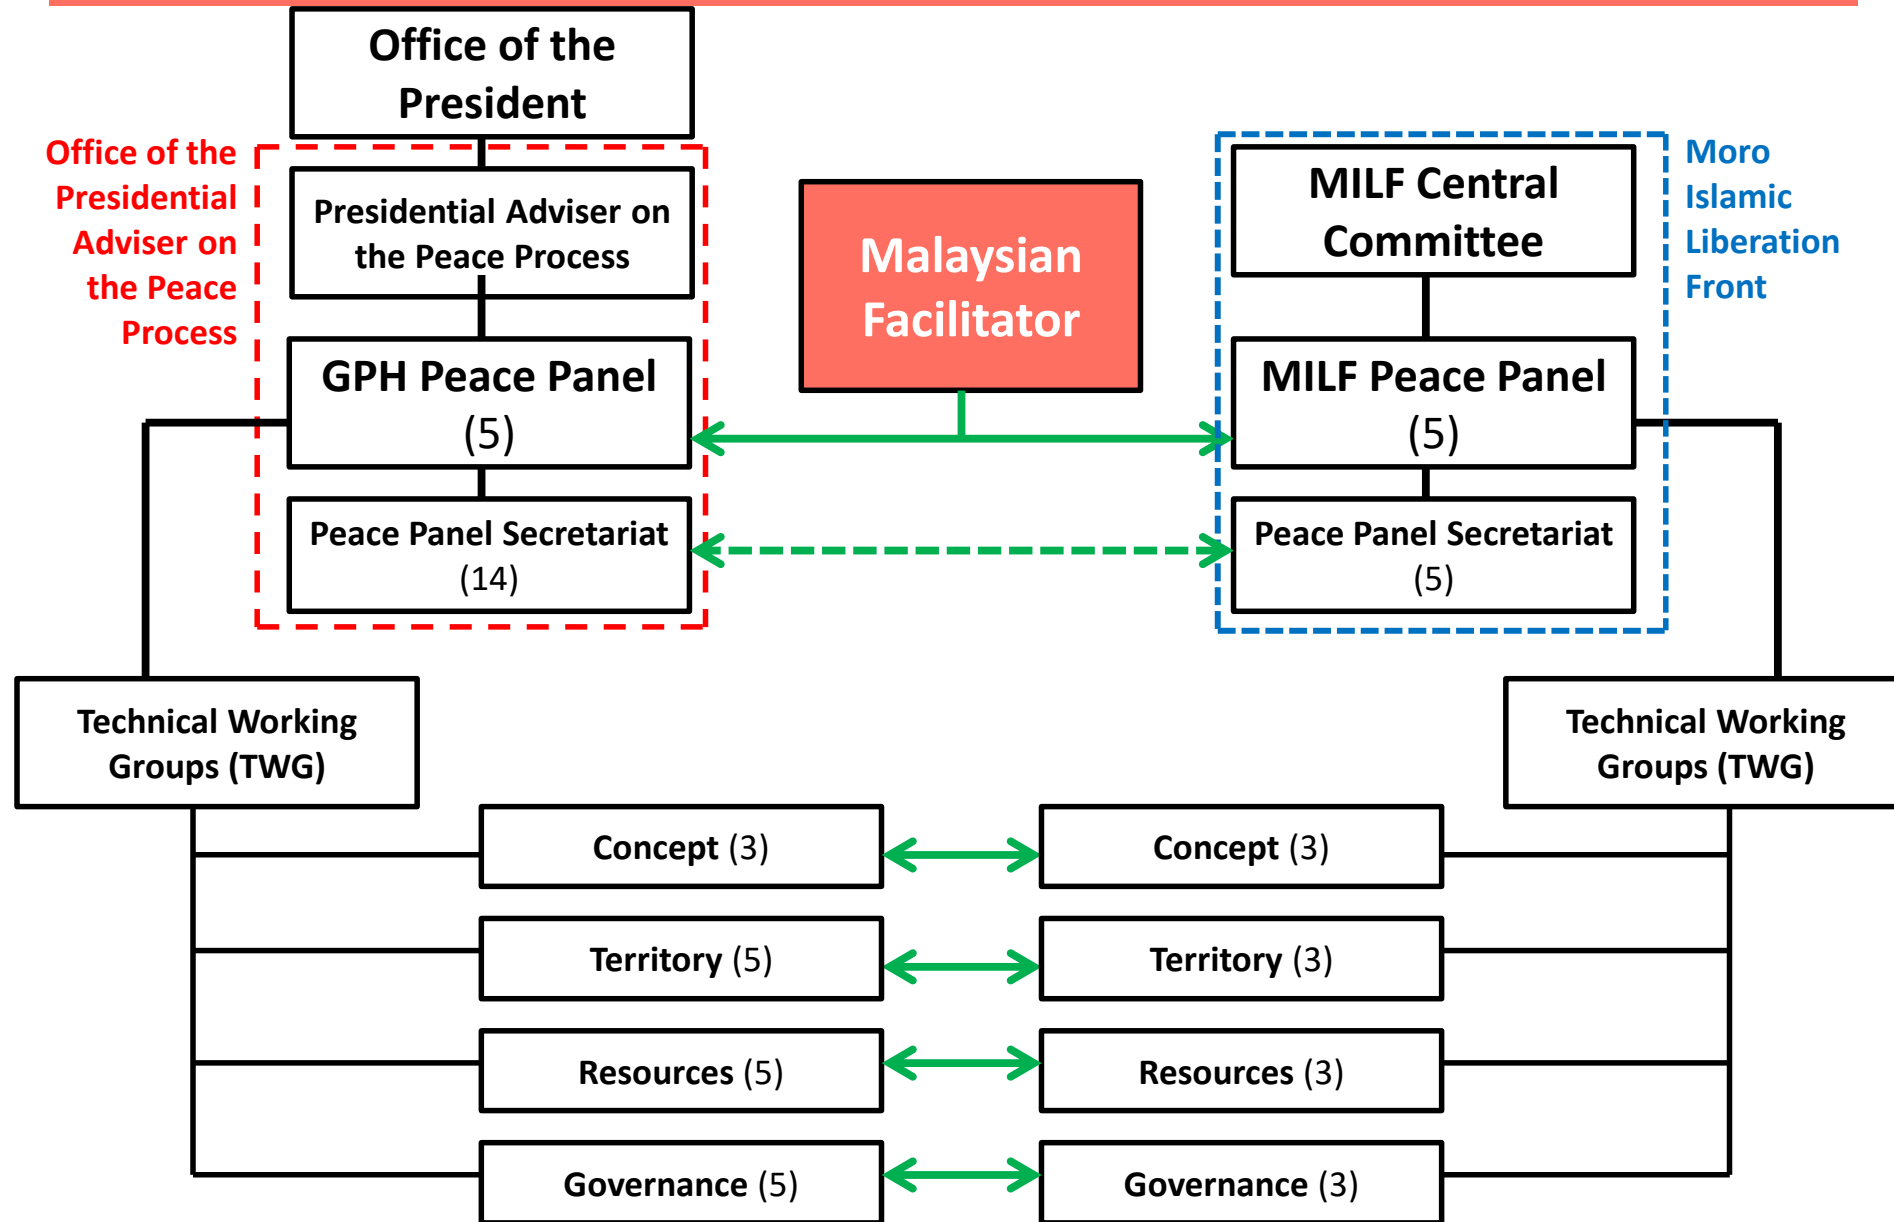 Office of the
President
Office of the
Presidential
Adviser on
the Peace
Process
Presidential Adviser on
the Peace Process
Malaysian
Facilitator
MILF Central
Committee
Moro
Islamic
Liberation
Front
GPH Peace Panel
(5)
MILF Peace Panel
(5)
Peace Panel Secretariat
(14)
Peace Panel Secretariat
(5)
Technical Working
Groups (TWG)
Technical Working
Groups (TWG)
Concept (3)
Concept (3)
Territory (5)
Territory (3)
Resources (5)
Resources (3)
Governance (5)
Governance (3)